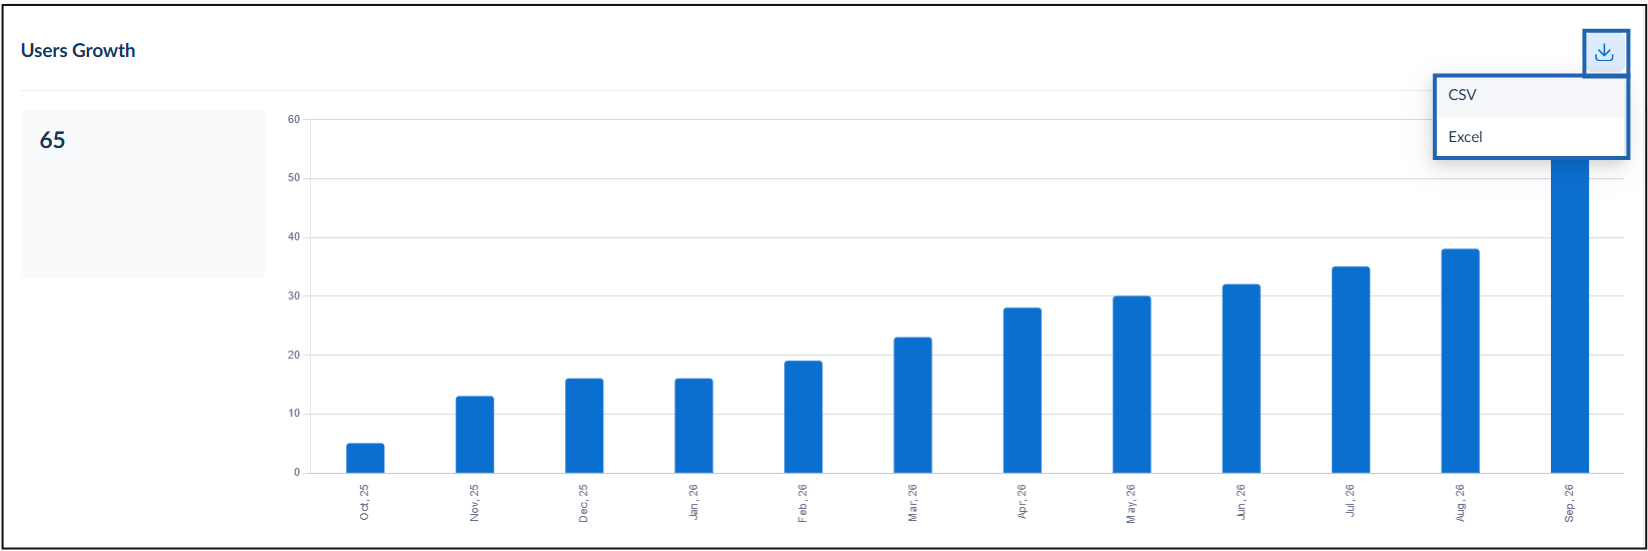 Users Growth
CSV
Excel
65
60
50
40
30
20
10
0
Oct, 25
Nov, 25
Dec, 25
Jan, 26
Feb, 26
Mar, 26
Apr, 26
May, 26
Jun, 26
Jul, 26
Aug, 26
Sep, 26